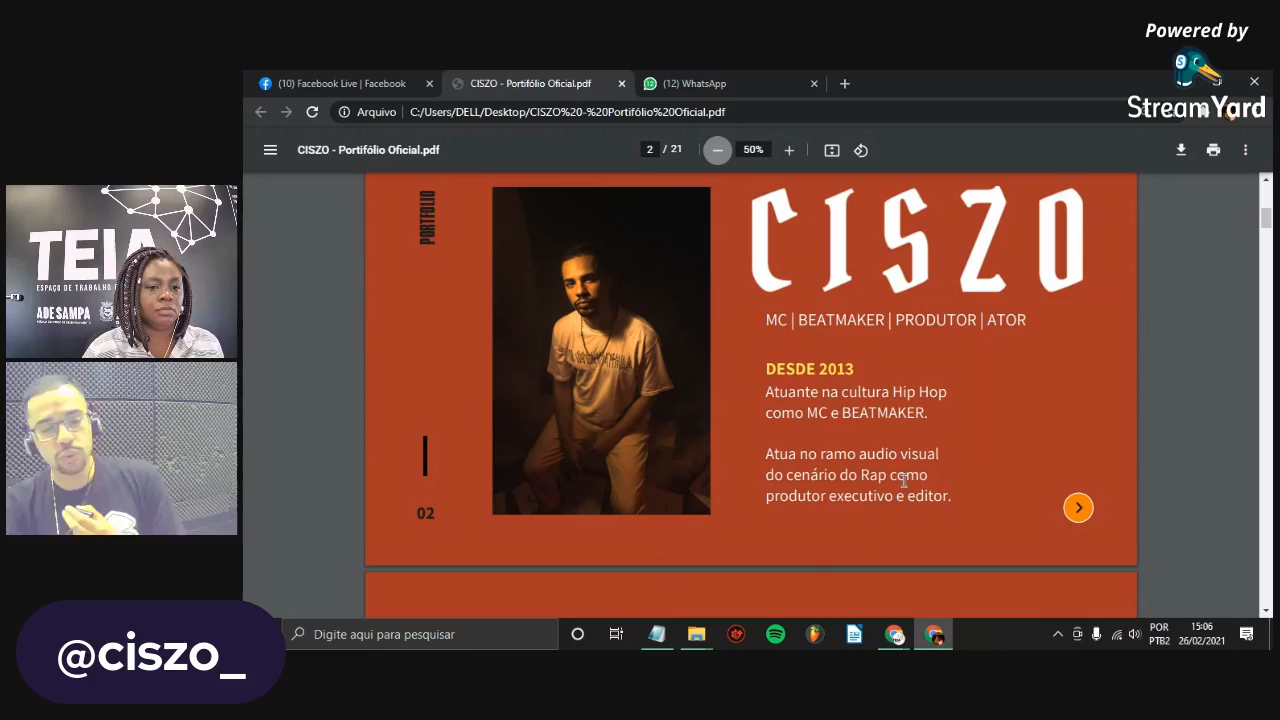 Powered by
StreamYard
(10) Facebook Live | Facebook
CISZO - Portifólio Oficial.pdf
(12) WhatsApp
Arquivo
C:/Users/DELL/Desktop/CISZO%20-%20Portifólio%20Oficial.pdf
CISZO - Portifólio Oficial.pdf
2 / 21
50%
PORTFOLIO
CISZO
MC | BEATMAKER | PRODUTOR | ATOR
DESDE 2013
Atuante na cultura Hip Hop
como MC e BEATMAKER.
Atua no ramo audio visual
do cenário do Rap como
produtor executivo e editor.
02
TEIA
ESPAÇO DE TRABALHO
ADE SAMPA
@ciszo_
Digite aqui para pesquisar
POR
PTB2
15:06
26/02/2021